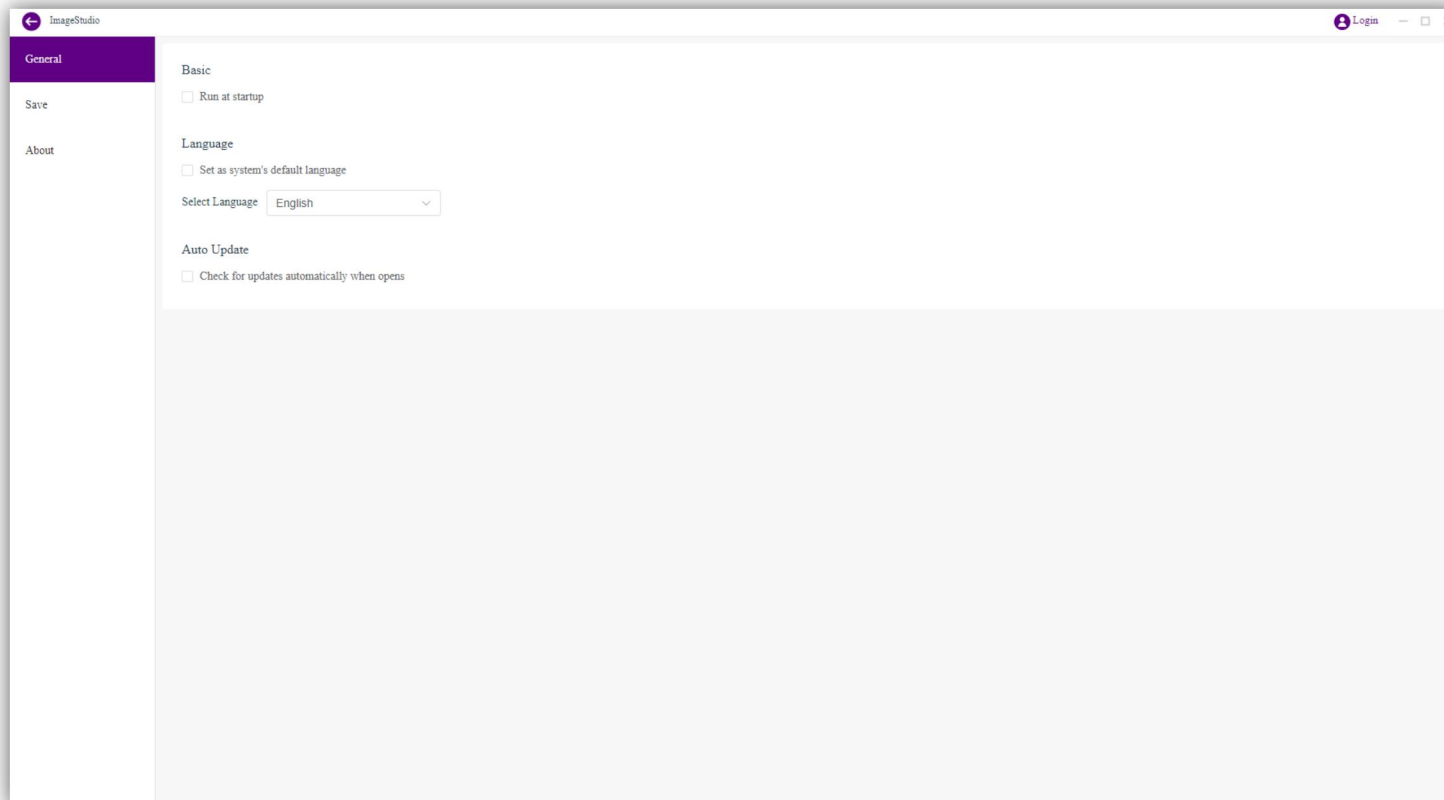 ImageStudio
Login
General
Save
About
Basic
Run at startup
Language
Set as system's default language
Select Language English
Auto Update
Check for updates automatically when opens